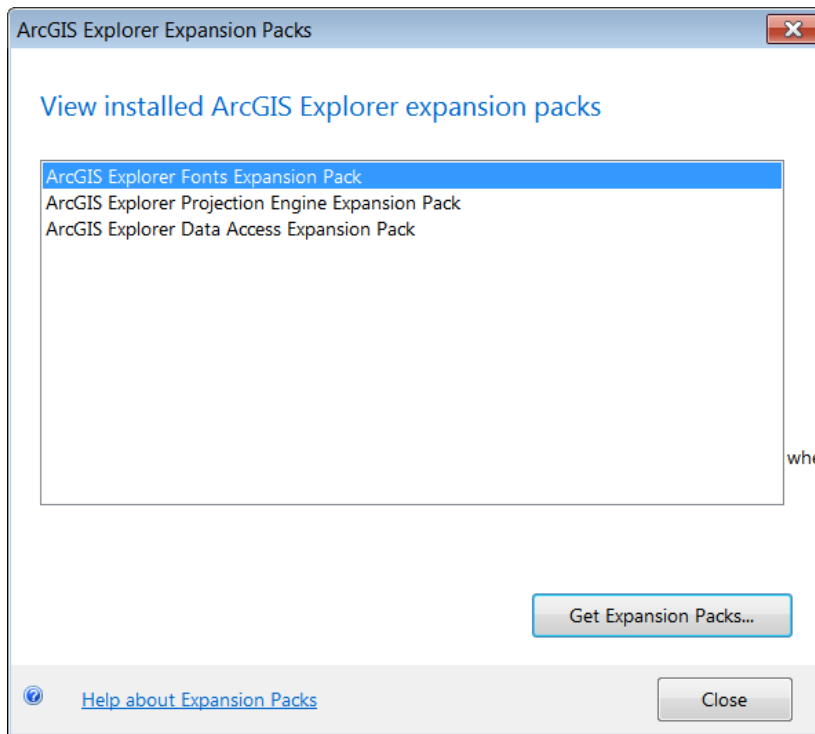 ArcGIS Explorer Expansion Packs
View installed ArcGIS Explorer expansion packs
ArcGIS Explorer Fonts Expansion Pack
ArcGIS Explorer Projection Engine Expansion Pack
ArcGIS Explorer Data Access Expansion Pack
whe
Get Expansion Packs...
Help about Expansion Packs
Close